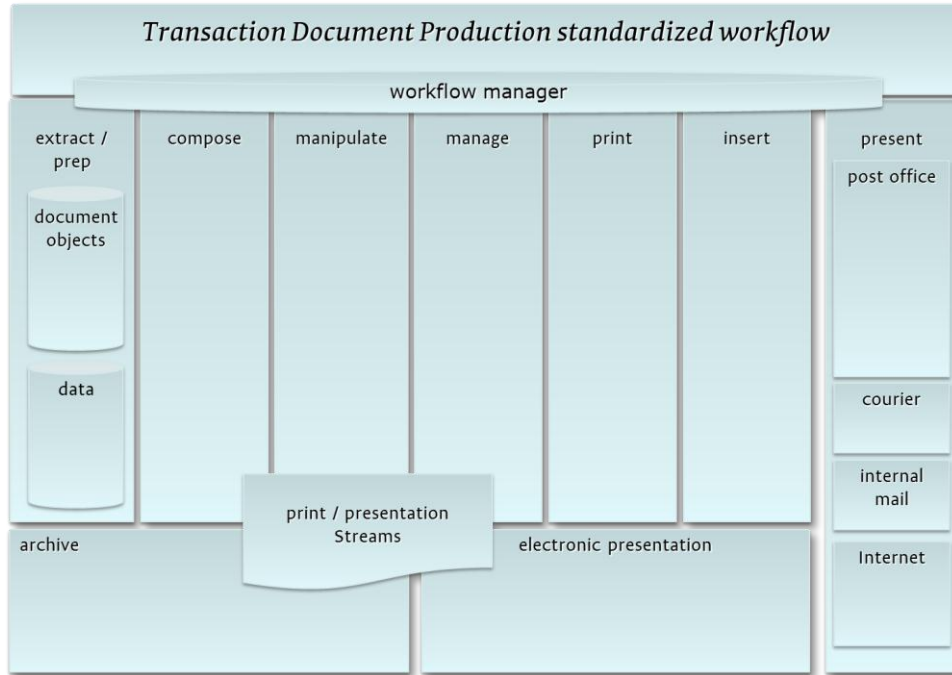 Transaction Document Production standardized workflow
workflow manager
extract /
prep
compose
manipulate
manage
print
insert
present
document
objects
data
post office
courier
internal
mail
Internet
print / presentation
Streams
archive
electronic presentation